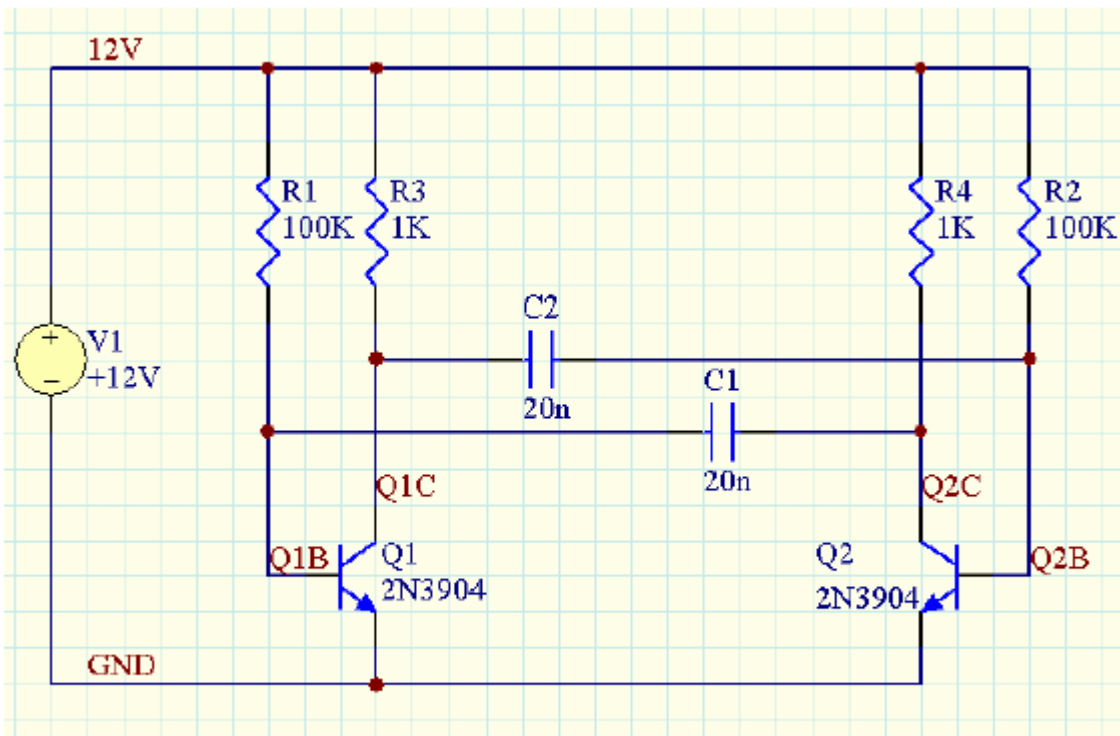 12V
R1
100K
R3
1K
R4
1K
R2
100K
C2
20n
V1
+12V
C1
20n
Q1C
Q2C
Q1B
Q1
2N3904
Q2
2N3904
Q2B
GND